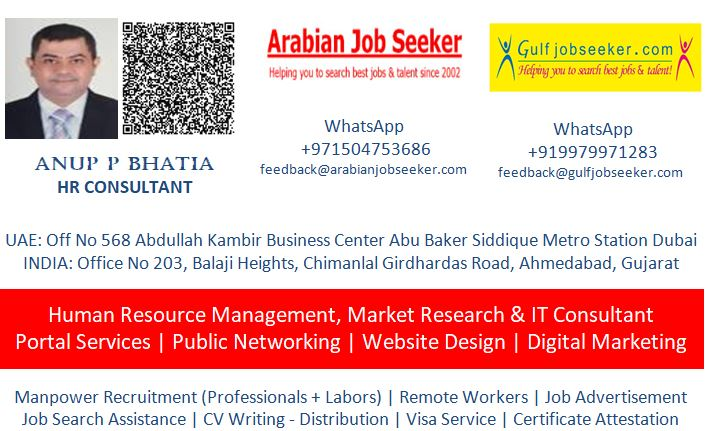 Arabian Job Seeker
Helping you to search best jobs & talent since 2002
Gulf jobseeker.com
Helping you to search best jobs & talent!
WhatsApp
+971504753686
feedback@arabianjobseeker.com
WhatsApp
+919979971283
feedback@gulfjobseeker.com
ANUP P BHATIA
HR CONSULTANT
UAE: Off No 568 Abdullah Kambir Business Center Abu Baker Siddique Metro Station Dubai
INDIA: Office No 203, Balaji Heights, Chimanlal Girdhardas Road, Ahmedabad, Gujarat
Human Resource Management, Market Research & IT Consultant
Portal Services | Public Networking | Website Design | Digital Marketing
Manpower Recruitment (Professionals + Labors) | Remote Workers | Job Advertisement
Job Search Assistance | CV Writing - Distribution | Visa Service | Certificate Attestation